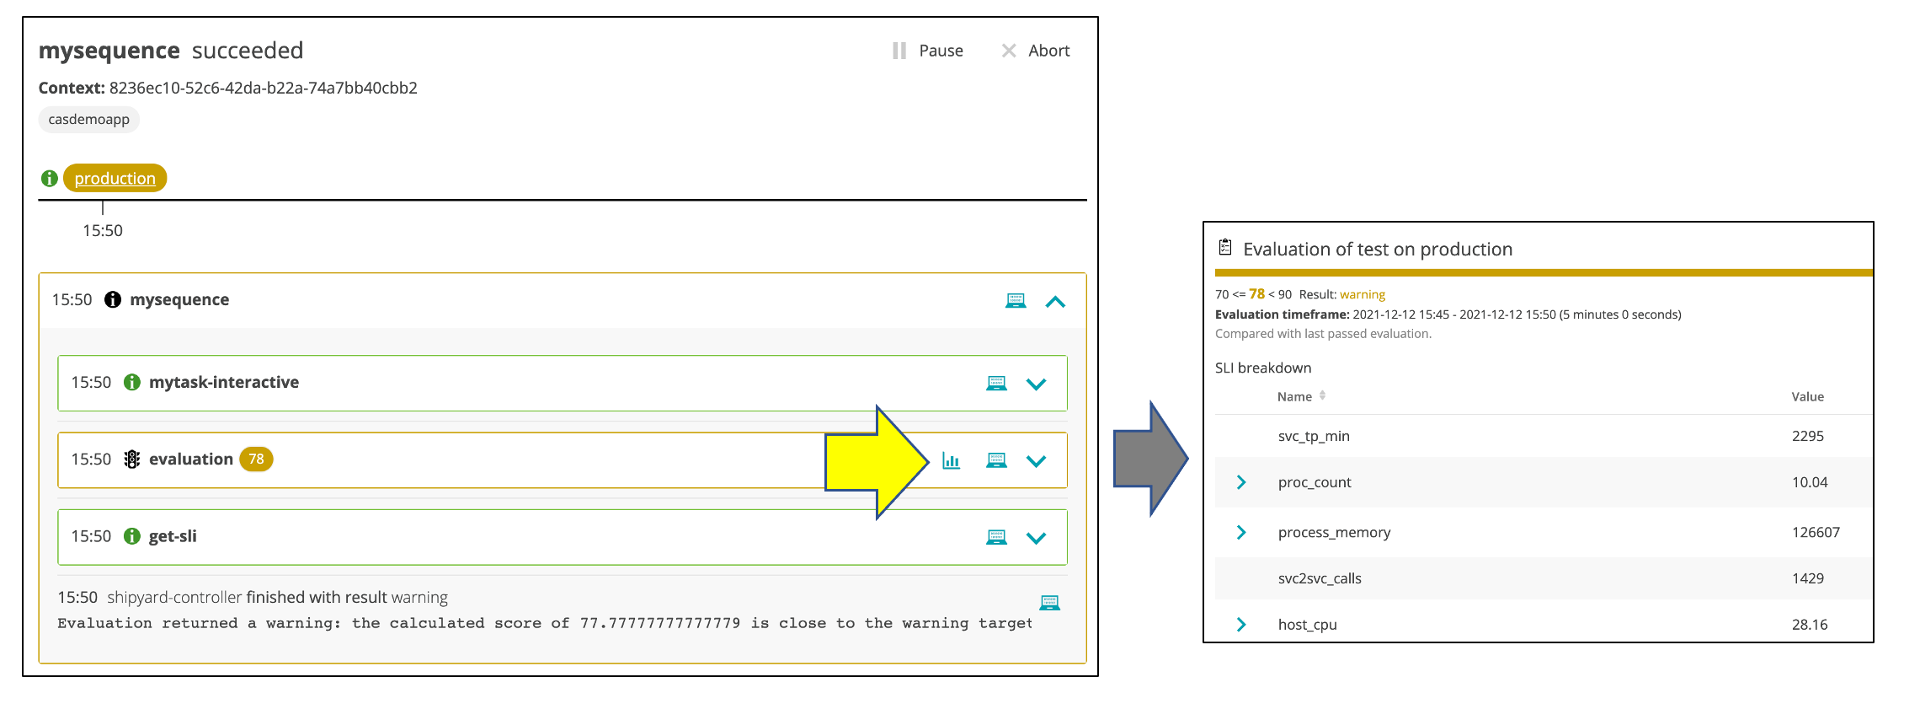 mysequence succeeded
Pause
Abort
Context: 8236ec10-52c6-42da-b22a-74a7bb40cbb2
casdemoapp
production
15:50
15:50 mysequence
15:50 mytask-interactive
15:50 evaluation 78
15:50 get-sli
15:50 shipyard-controller finished with result warning
Evaluation returned a warning: the calculated score of 77.77777777777779 is close to the warning target
Evaluation of test on production
70 <= 78 < 90 Result: warning
Evaluation timeframe: 2021-12-12 15:45 - 2021-12-12 15:50 (5 minutes 0 seconds)
Compared with last passed evaluation.
SLI breakdown
Name Value
svc_tp_min 2295
proc_count 10.04
process_memory 126607
svc2svc_calls 1429
host_cpu 28.16